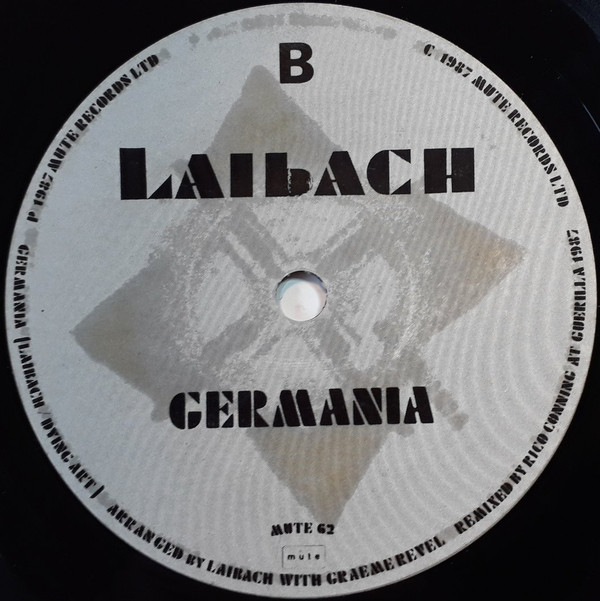 B
LAIbACH
GERMANIA
MUTE 62
mute
P 1987 MUTE RECORDS LTD
C 1987 MUTE RECORDS LTD
GERMANIA (LAIBACH / DYING ART) ARRANGED BY LAIBACH WITH GRAEME REVEL REMIXED BY RICO CONNING AT GUERILLA 1987